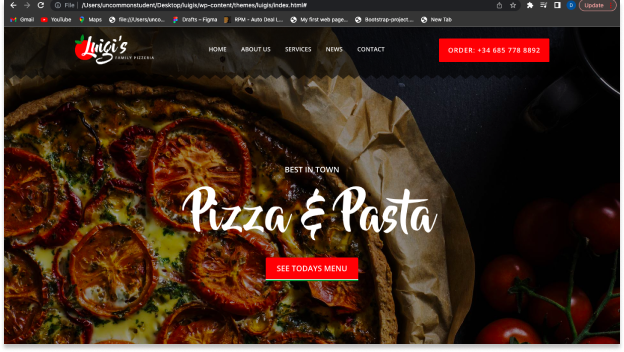 File | /Users/uncommonstudent/Desktop/luigis/wp-content/themes/luigis/index.html#
D
Update
Gmail YouTube Maps file:///Users/unco... Drafts – Figma RPM - Auto Deal I... My first web page... Bootstrap-project.... New Tab
Luigi's
FAMILY PIZZERIA
HOME ABOUT US SERVICES NEWS CONTACT
ORDER: +34 685 778 8892
BEST IN TOWN
Pizza & Pasta
SEE TODAYS MENU